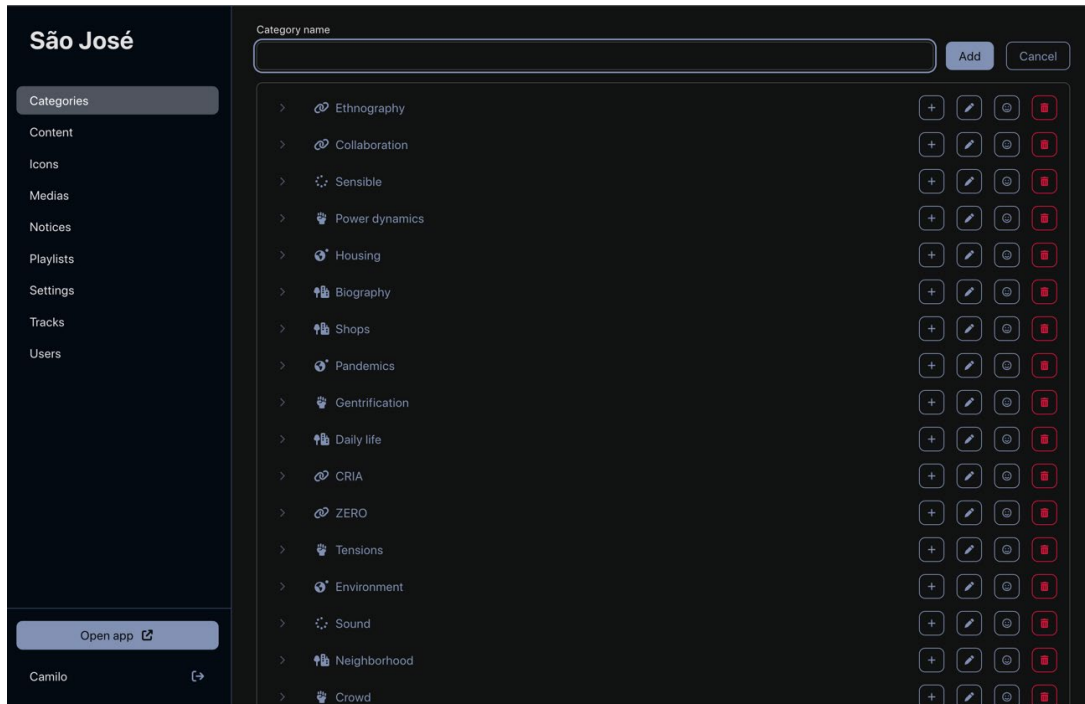 São José
Categories
Content
Icons
Medias
Notices
Playlists
Settings
Tracks
Users
Open app
Camilo
Category name
Add
Cancel
Ethnography
Collaboration
Sensible
Power dynamics
Housing
Biography
Shops
Pandemics
Gentrification
Daily life
CRIA
ZERO
Tensions
Environment
Sound
Neighborhood
Crowd